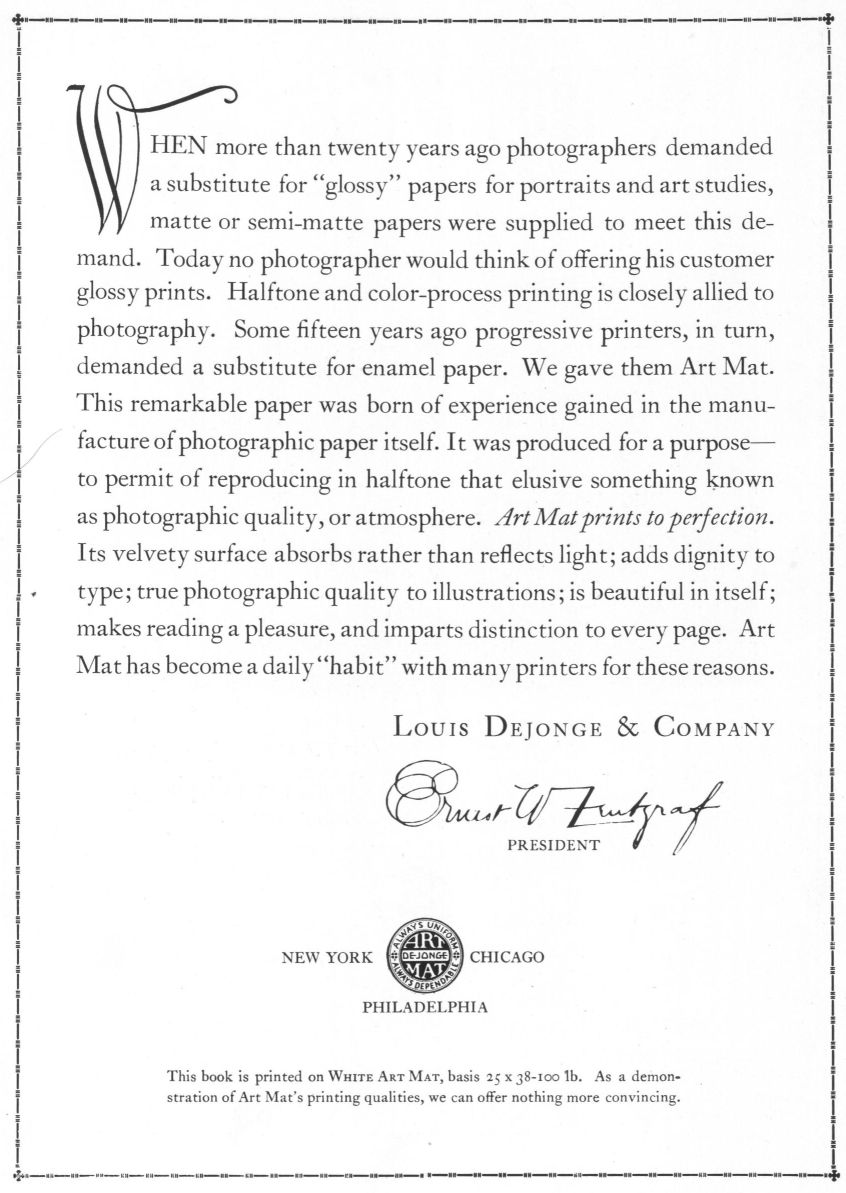 WHEN more than twenty years ago photographers demanded
a substitute for “glossy” papers for portraits and art studies,
matte or semi-matte papers were supplied to meet this de-
mand. Today no photographer would think of offering his customer
glossy prints. Halftone and color-process printing is closely allied to
photography. Some fifteen years ago progressive printers, in turn,
demanded a substitute for enamel paper. We gave them Art Mat.
This remarkable paper was born of experience gained in the manu-
facture of photographic paper itself. It was produced for a purpose—
to permit of reproducing in halftone that elusive something known
as photographic quality, or atmosphere. Art Mat prints to perfection.
Its velvety surface absorbs rather than reflects light; adds dignity to
type; true photographic quality to illustrations; is beautiful in itself;
makes reading a pleasure, and imparts distinction to every page. Art
Mat has become a daily “habit” with many printers for these reasons.
LOUIS DEJONGE & COMPANY
Ernest W Zentgraf
PRESIDENT
ALWAYS UNIFORM
ART
DE·JONGE
MAT
ALWAYS DEPENDABLE
NEW YORK CHICAGO
PHILADELPHIA
This book is printed on WHITE ART MAT, basis 25 x 38-100 lb. As a demon-
stration of Art Mat’s printing qualities, we can offer nothing more convincing.